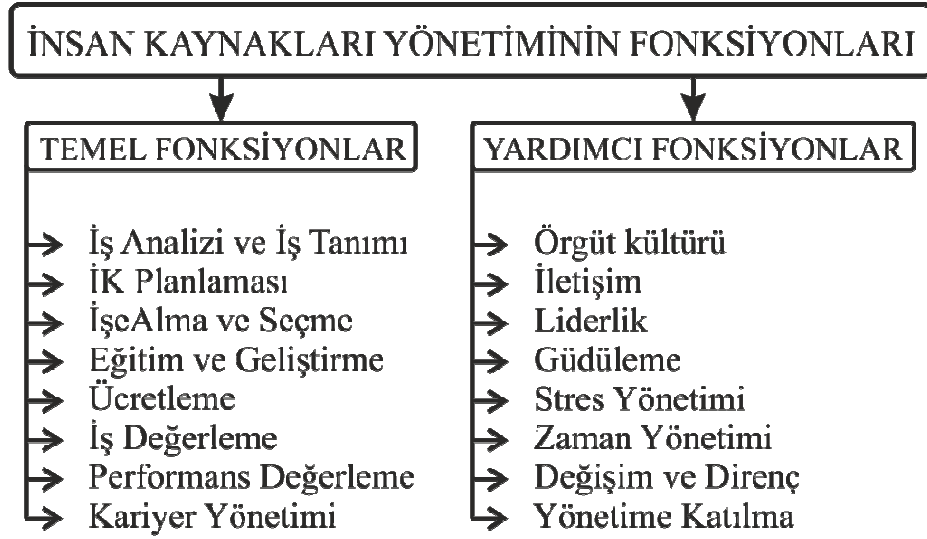 İNSAN KAYNAKLARI YÖNETİMİNİN FONKSİYONLARI
TEMEL FONKSİYONLAR
İş Analizi ve İş Tanımı
İK Planlaması
İşeAlma ve Seçme
Eğitim ve Geliştirme
Ücretleme
İş Değerleme
Performans Değerleme
Kariyer Yönetimi
YARDIMCI FONKSİYONLAR
Örgüt kültürü
İletişim
Liderlik
Güdüleme
Stres Yönetimi
Zaman Yönetimi
Değişim ve Direnç
Yönetime Katılma